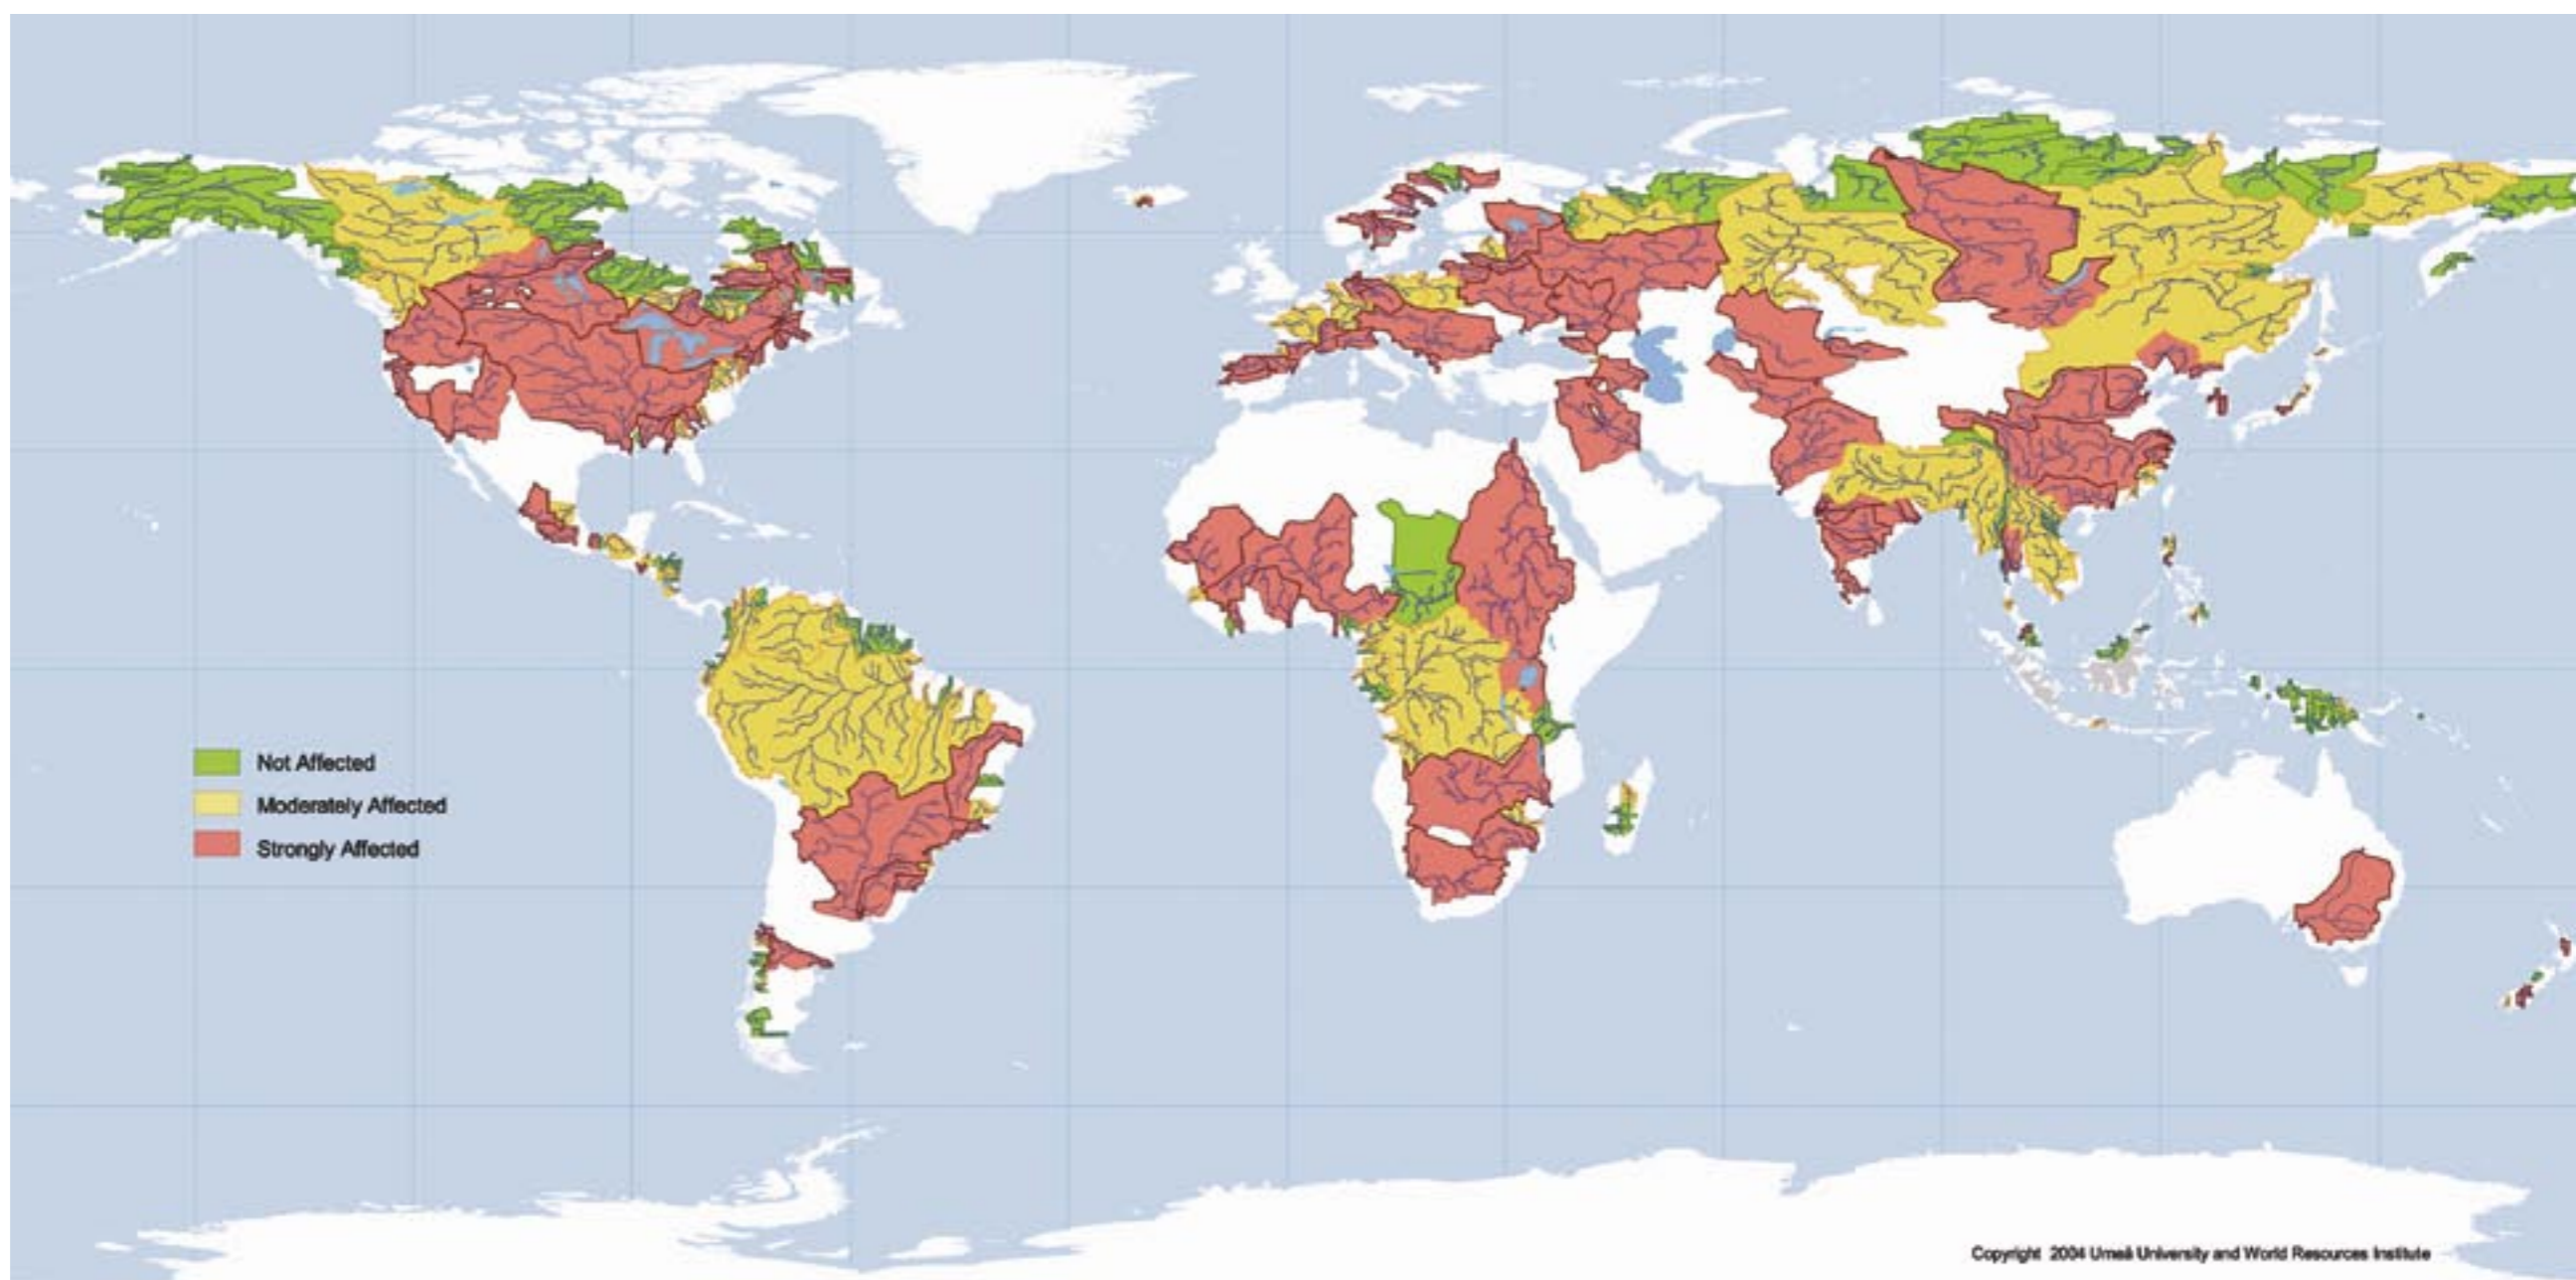 Not Affected
Moderately Affected
Strongly Affected
Copyright 2004 Umeå University and World Resources Institute